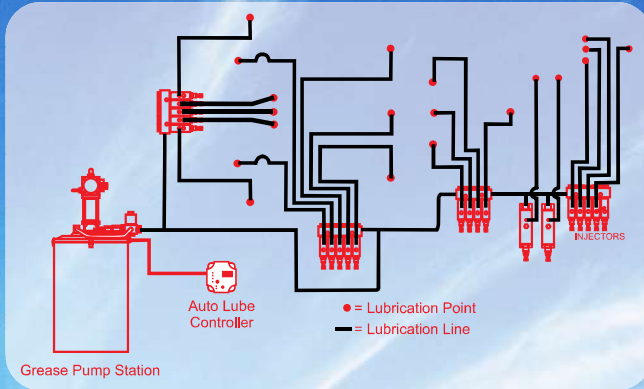 INJECTORS
Auto Lube
Controller
● = Lubrication Point
▬ = Lubrication Line
Grease Pump Station